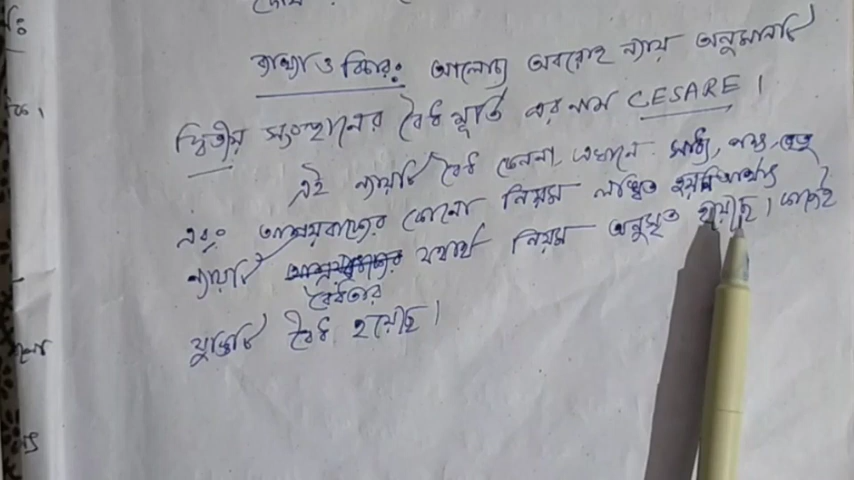 ব্যাখ্যা ও বিচার: আলোচ্য অবরোহ ন্যায় অনুমানটি
দ্বিতীয় সংস্থানের বৈধ মূর্তি এর নাম CESARE।
এই ন্যায়টি বৈধ কেননা এখানে সাধ্য, পক্ষ, হেতু
এবং আশ্রয়বাক্যের কোনো নিয়ম লঙ্ঘিত হয়নি অর্থাৎ
ন্যায়টি বৈধতার যথার্থ নিয়ম অনুসৃত হয়েছে। তাই
যুক্তিটি বৈধ হয়েছে।